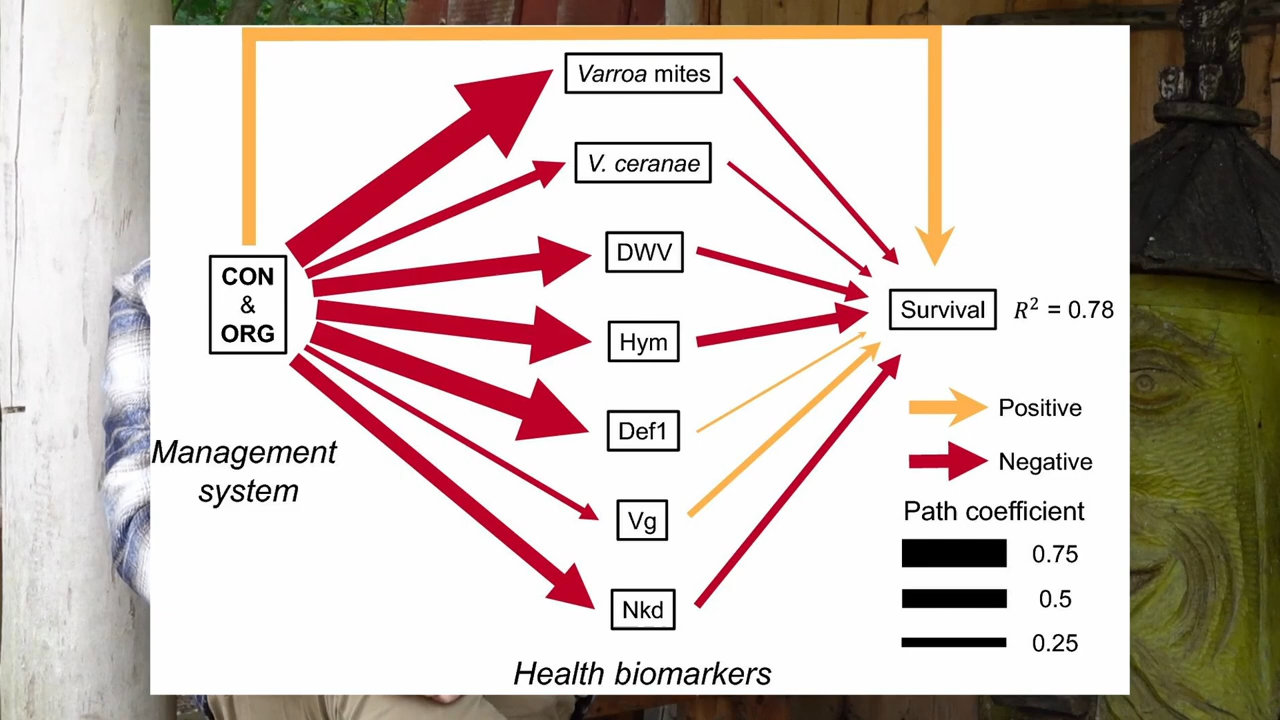 Varroa mites
V. ceranae
DWV
CON
&
ORG
Hym
Survival
R² = 0.78
Def1
Positive
Negative
Management
system
Vg
Path coefficient
0.75
0.5
0.25
Nkd
Health biomarkers